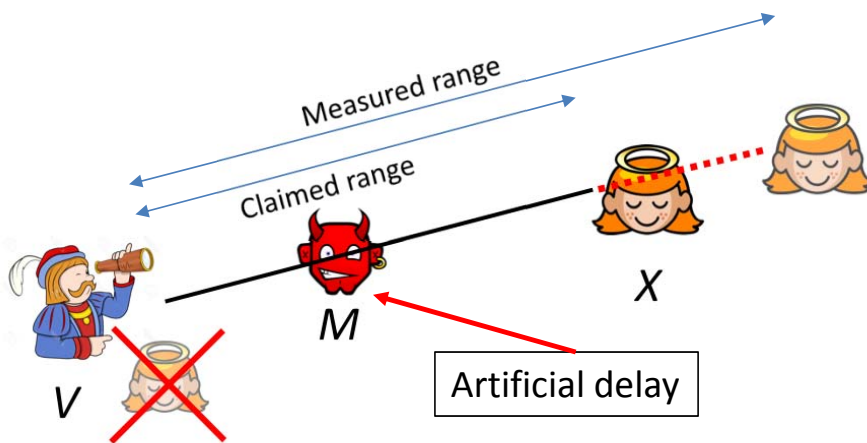 Measured range
Claimed range
X
M
V
Artificial delay